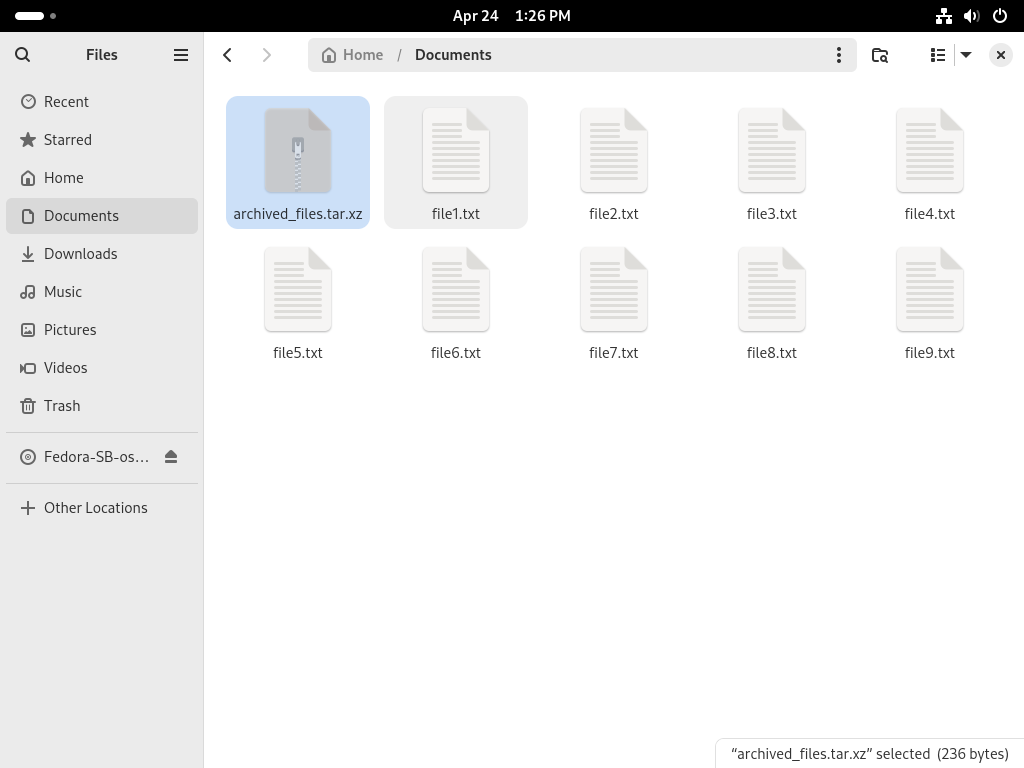 Apr 24 1:26 PM
Files
Home / Documents
Recent
Starred
Home
Documents
Downloads
Music
Pictures
Videos
Trash
Fedora-SB-os…
Other Locations
archived_files.tar.xz file1.txt file2.txt file3.txt file4.txt
file5.txt file6.txt file7.txt file8.txt file9.txt
“archived_files.tar.xz” selected (236 bytes)